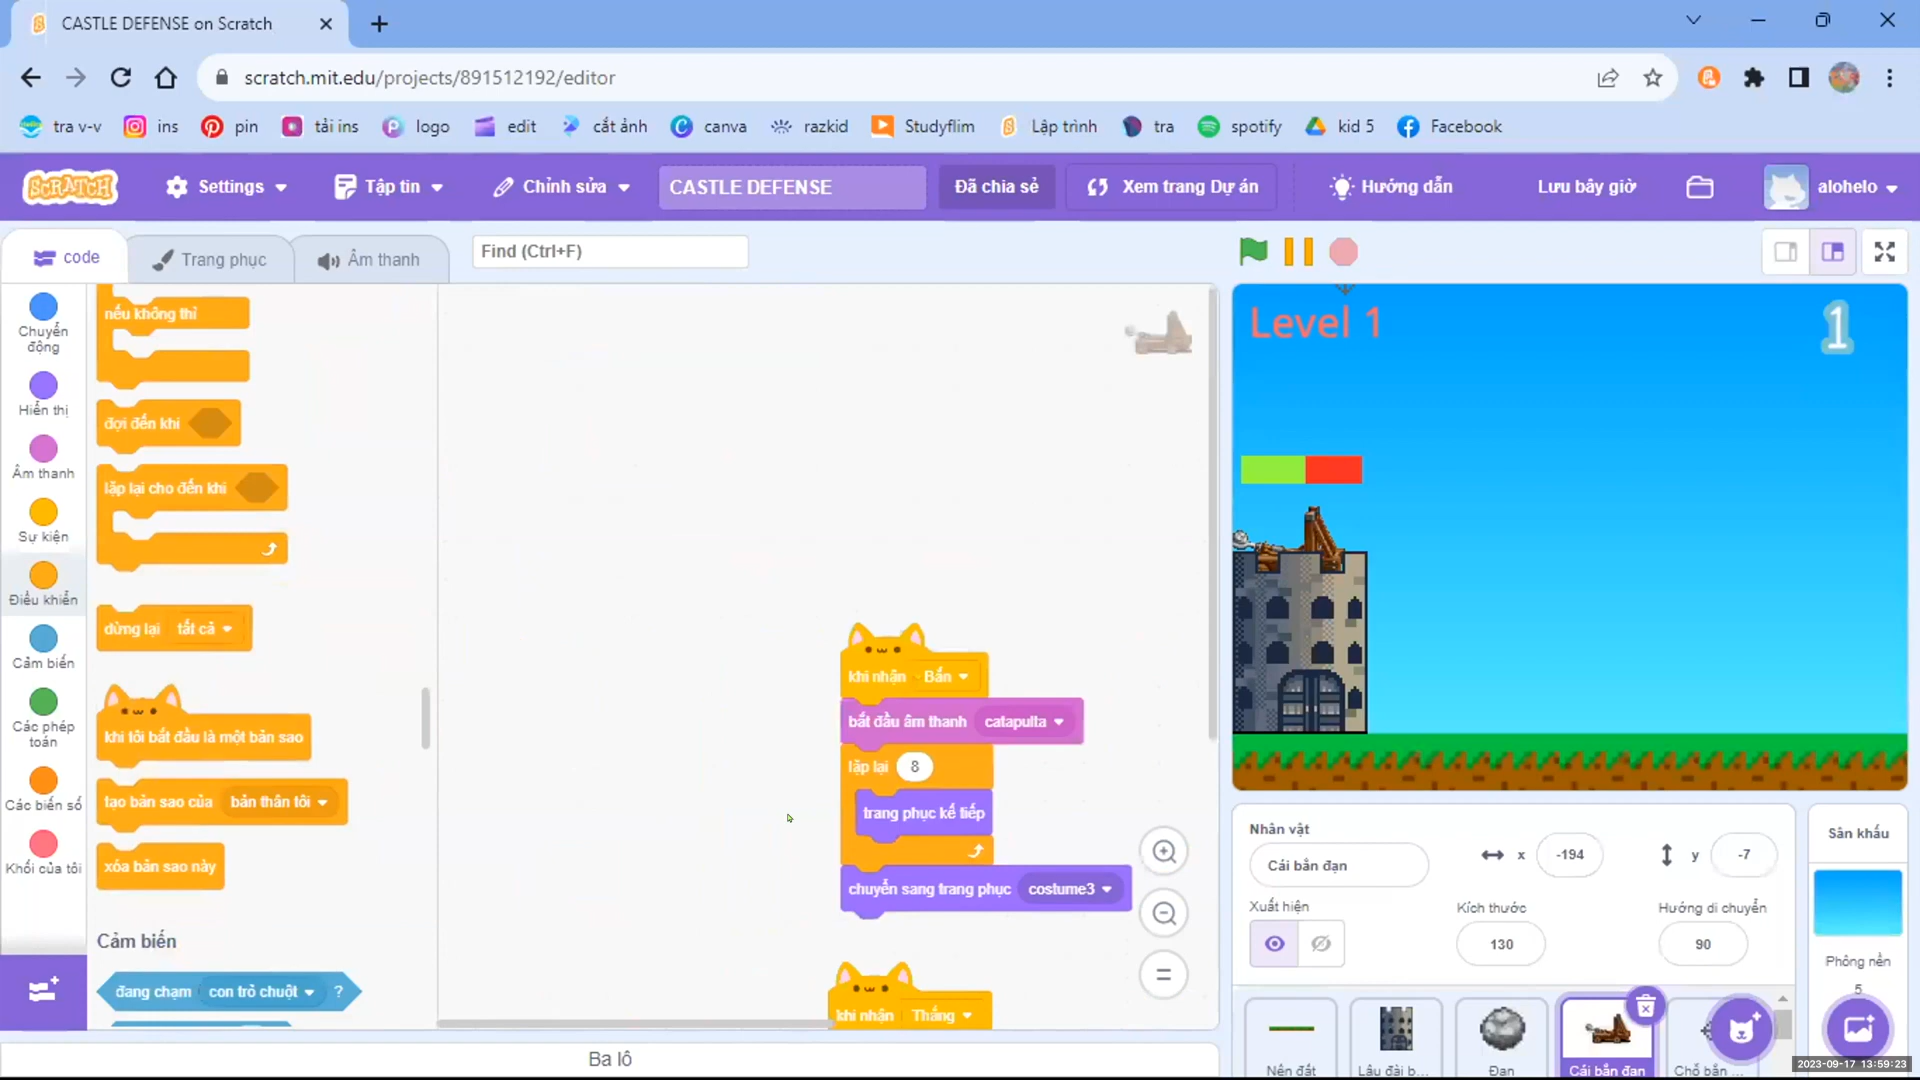 CASTLE DEFENSE on Scratch
scratch.mit.edu/projects/891512192/editor
tra v-v
ins
pin
tải ins
logo
edit
cắt ảnh
canva
razkid
Studyflim
Lập trình
tra
spotify
kid 5
Facebook
SCRATCH
Settings
Tập tin
Chỉnh sửa
CASTLE DEFENSE
Đã chia sẻ
Xem trang Dự án
Hướng dẫn
Lưu bây giờ
alohelo
code
Trang phục
Âm thanh
Find (Ctrl+F)
Chuyển động
Hiển thị
Âm thanh
Sự kiện
Điều khiển
Cảm biến
Các phép toán
Các biến số
Khối của tôi
nếu không thì
đợi đến khi
lặp lại cho đến khi
dừng lại tất cả
khi tôi bắt đầu là một bản sao
tạo bản sao của bản thân tôi
xóa bản sao này
Cảm biến
đang chạm con trỏ chuột ?
khi nhận Bắn
bắt đầu âm thanh catapulta
lặp lại 8
trang phục kế tiếp
chuyển sang trang phục costume3
khi nhận Thắng
Ba lô
Level 1
1
Nhân vật
Cái bắn đạn
x -194
y -7
Xuất hiện
Kích thước
130
Hướng di chuyển
90
Sân khấu
Phông nền
5
Nền đất
Lâu đài b...
Đạn
Cái bắn đạn
Chỗ bắn ...
2023-09-17 13:59:23